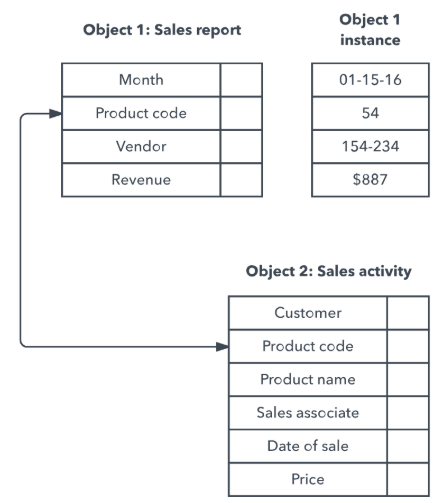 Object 1: Sales report
Object 1
instance
Month
Product code
Vendor
Revenue
01-15-16
54
154-234
$887
Object 2: Sales activity
Customer
Product code
Product name
Sales associate
Date of sale
Price